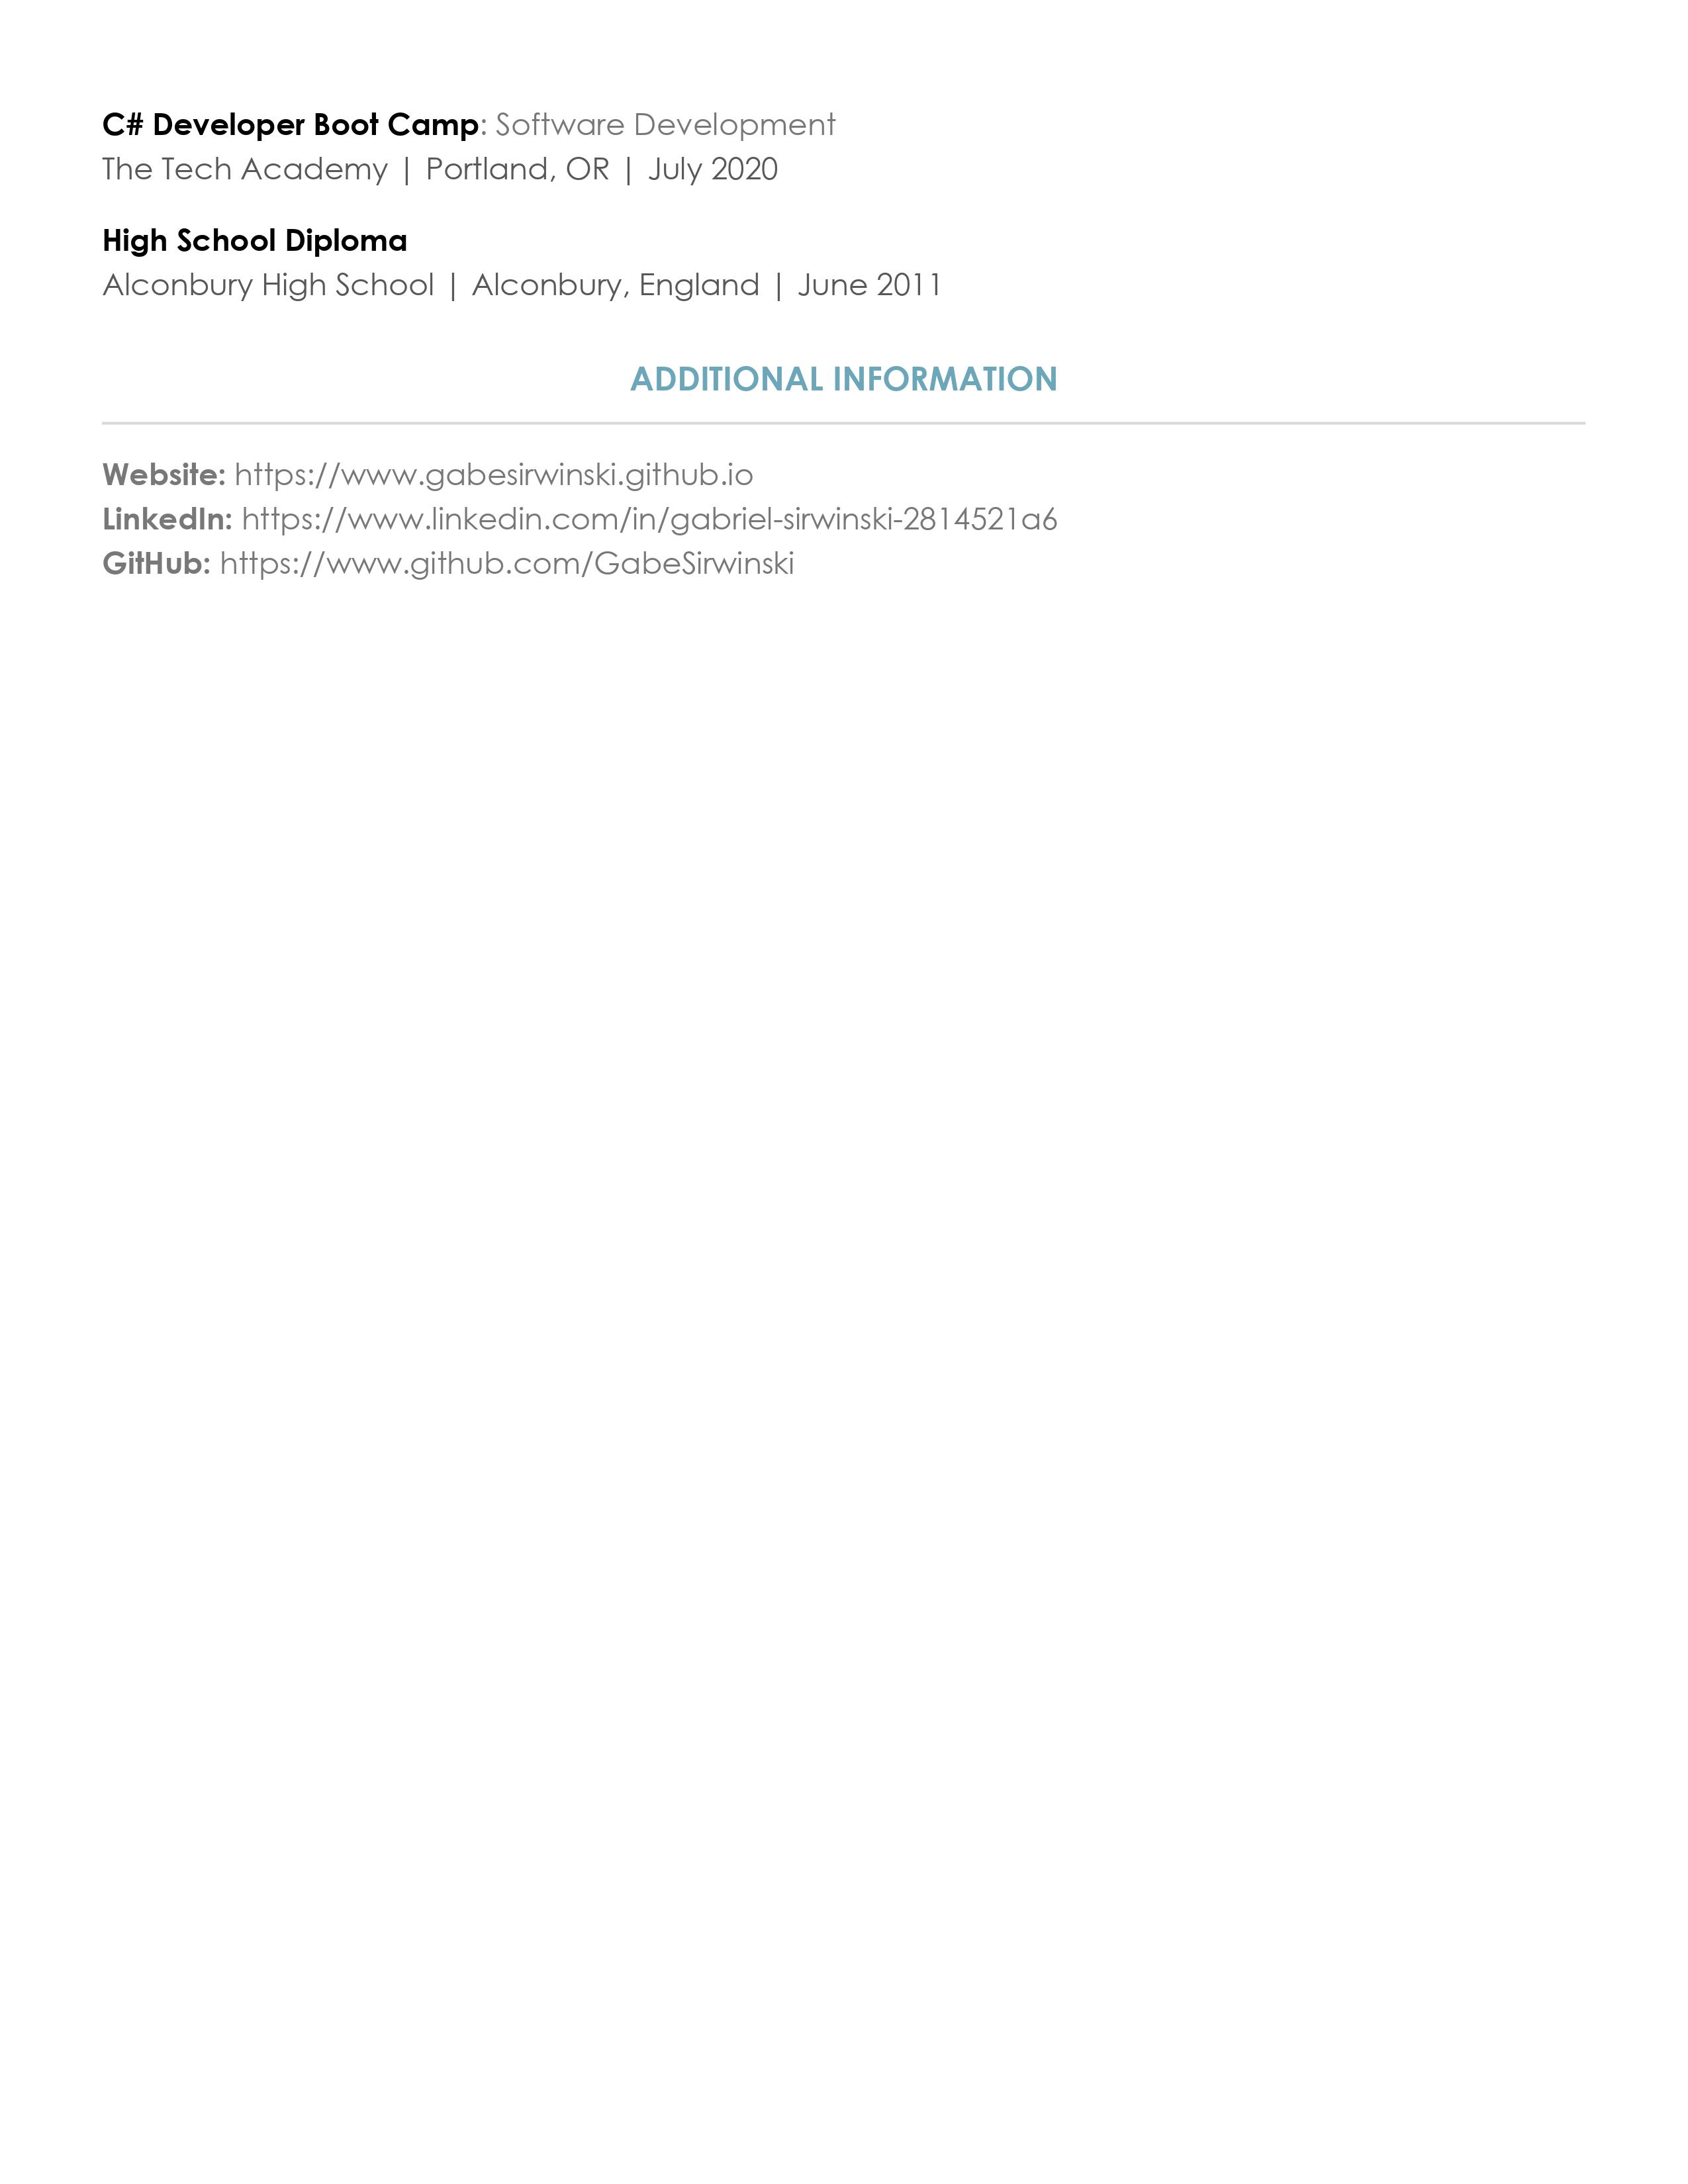 C# Developer Boot Camp: Software Development
The Tech Academy | Portland, OR | July 2020
High School Diploma
Alconbury High School | Alconbury, England | June 2011
ADDITIONAL INFORMATION
Website: https://www.gabesirwinski.github.io
LinkedIn: https://www.linkedin.com/in/gabriel-sirwinski-2814521a6
GitHub: https://www.github.com/GabeSirwinski